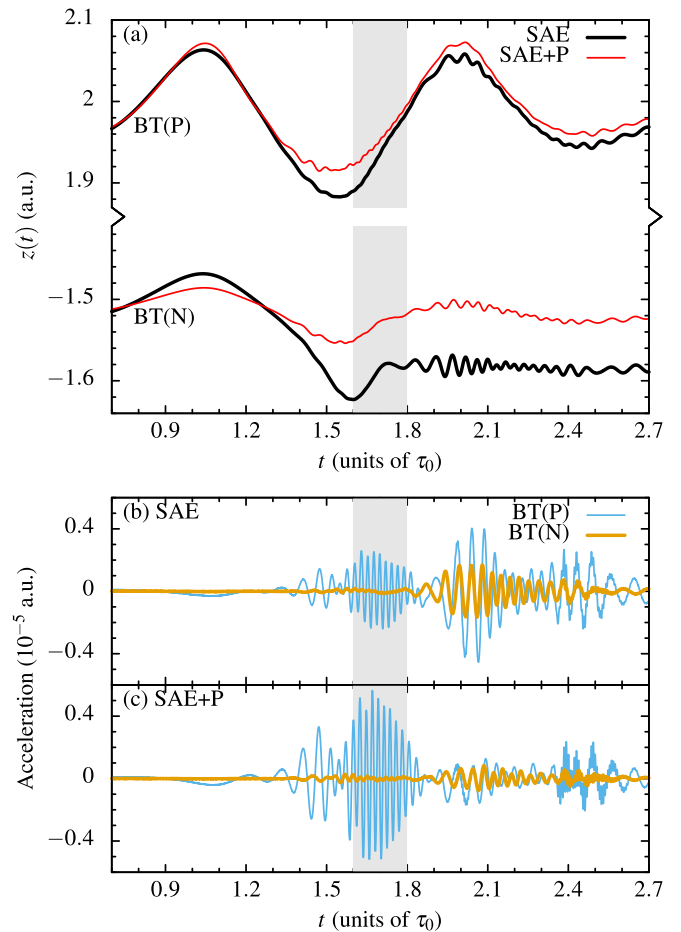 2.1
(a)
SAE
SAE+P
2
BT(P)
1.9
z(t) (a.u.)
−1.5
BT(N)
−1.6
0.9 1.2 1.5 1.8 2.1 2.4 2.7
t (units of τ0)
(b) SAE
BT(P)
BT(N)
0.4
0
−0.4
(c) SAE+P
0.4
0
−0.4
Acceleration (10⁻⁵ a.u.)
0.9 1.2 1.5 1.8 2.1 2.4 2.7
t (units of τ0)